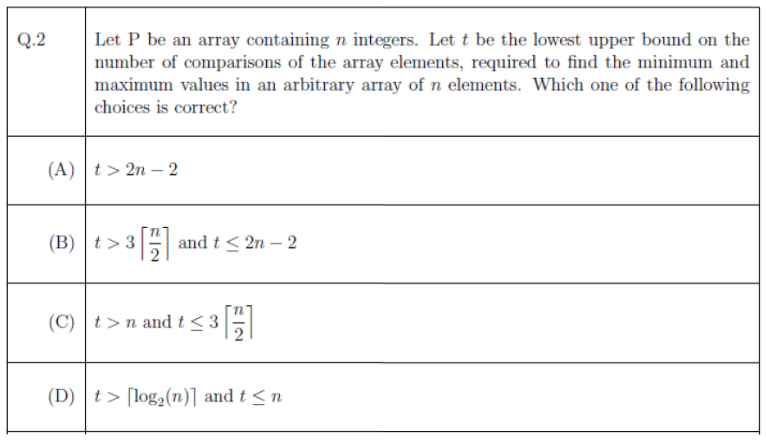 Q.2 Let P be an array containing n integers. Let t be the lowest upper bound on the
number of comparisons of the array elements, required to find the minimum and
maximum values in an arbitrary array of n elements. Which one of the following
choices is correct?
(A) t > 2n − 2
(B) t > 3⌈n/2⌉ and t ≤ 2n − 2
(C) t > n and t ≤ 3⌈n/2⌉
(D) t > ⌈log₂(n)⌉ and t ≤ n